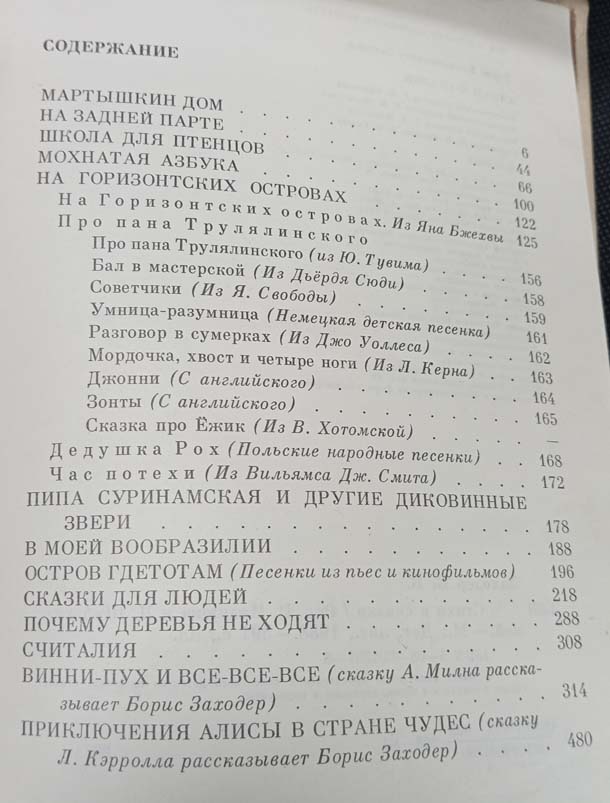 СОДЕРЖАНИЕ
МАРТЫШКИН ДОМ . . . . . . . . . 6
НА ЗАДНЕЙ ПАРТЕ . . . . . . . . . 44
ШКОЛА ДЛЯ ПТЕНЦОВ . . . . . . . . 66
МОХНАТАЯ АЗБУКА . . . . . . . . . 100
НА ГОРИЗОНТСКИХ ОСТРОВАХ . . . . . 122
На Горизонтских островах. Из Яна Бжехвы 125
Про пана Трулялинского
Про пана Трулялинского (из Ю. Тувима) . . . 156
Бал в мастерской (Из Дьёрдя Сюди) . . . . 158
Советчики (Из Я. Свободы) . . . . . . 159
Умница-разумница (Немецкая детская песенка) . 161
Разговор в сумерках (Из Джо Уоллеса) . . . 162
Мордочка, хвост и четыре ноги (Из Л. Керна) . . 163
Джонни (С английского) . . . . . . . 164
Зонты (С английского) . . . . . . . 165
Сказка про Ёжик (Из В. Хотомской) . . . . —
Дедушка Рох (Польские народные песенки) . . 168
Час потехи (Из Вильямса Дж. Смита) . . . 172
ПИПА СУРИНАМСКАЯ И ДРУГИЕ ДИКОВИННЫЕ
ЗВЕРИ . . . . . . . . . . . . 178
В МОЕЙ ВООБРАЗИЛИИ . . . . . . . . 188
ОСТРОВ ГДЕТОТАМ (Песенки из пьес и кинофильмов) 196
СКАЗКИ ДЛЯ ЛЮДЕЙ . . . . . . . . . 218
ПОЧЕМУ ДЕРЕВЬЯ НЕ ХОДЯТ . . . . . . 288
СЧИТАЛИЯ . . . . . . . . . . . . 308
ВИННИ-ПУХ И ВСЕ-ВСЕ-ВСЕ (сказку А. Милна расска-
зывает Борис Заходер) . . . . . . . . 314
ПРИКЛЮЧЕНИЯ АЛИСЫ В СТРАНЕ ЧУДЕС (сказку
Л. Кэрролла рассказывает Борис Заходер) . . . . 480